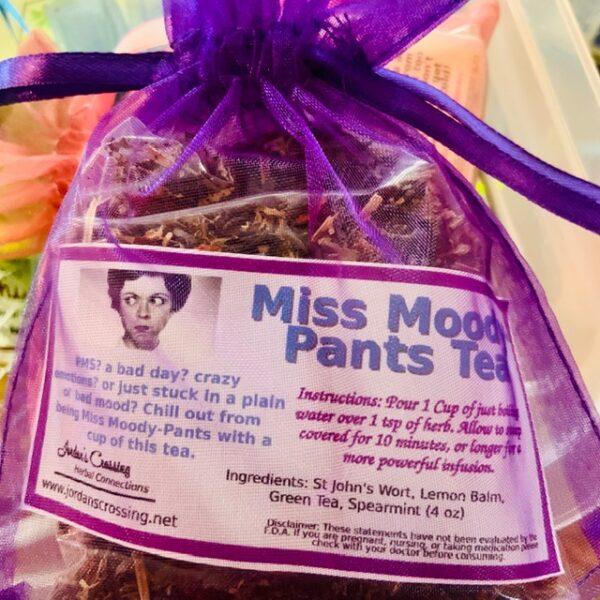 Miss Moody
Pants Tea
PMS? a bad day? crazy
emotions? or just stuck in a plain
ol bad mood? Chill out from
being Miss Moody-Pants with a
cup of this tea.
Instructions: Pour 1 Cup of just boiling
water over 1 tsp of herb. Allow to steep
covered for 10 minutes, or longer for a
more powerful infusion.
Jordan's Crossing
Herbal Connections
www.jordanscrossing.net
Ingredients: St John's Wort, Lemon Balm,
Green Tea, Spearmint (4 oz)
Disclaimer: These statements have not been evaluated by the
F.D.A. If you are pregnant, nursing, or taking medication please
check with your doctor before consuming.